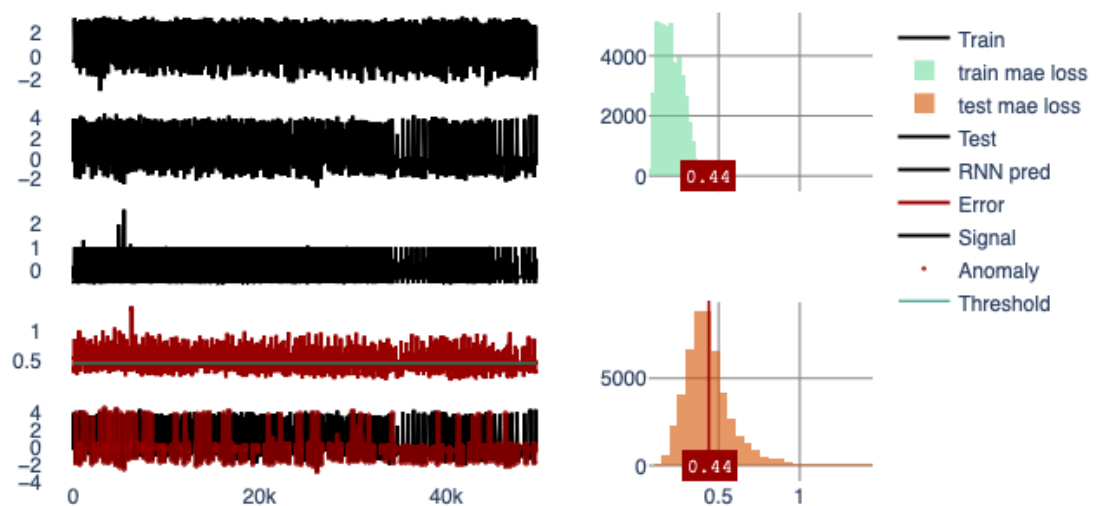 2
0
−2
4
2
0
−2
2
1
0
1
0.5
4
2
0
−2
−4
0
20k
40k
4000
2000
0
0.44
5000
0
0.44
0.5
1
Train
train mae loss
test mae loss
Test
RNN pred
Error
Signal
Anomaly
Threshold